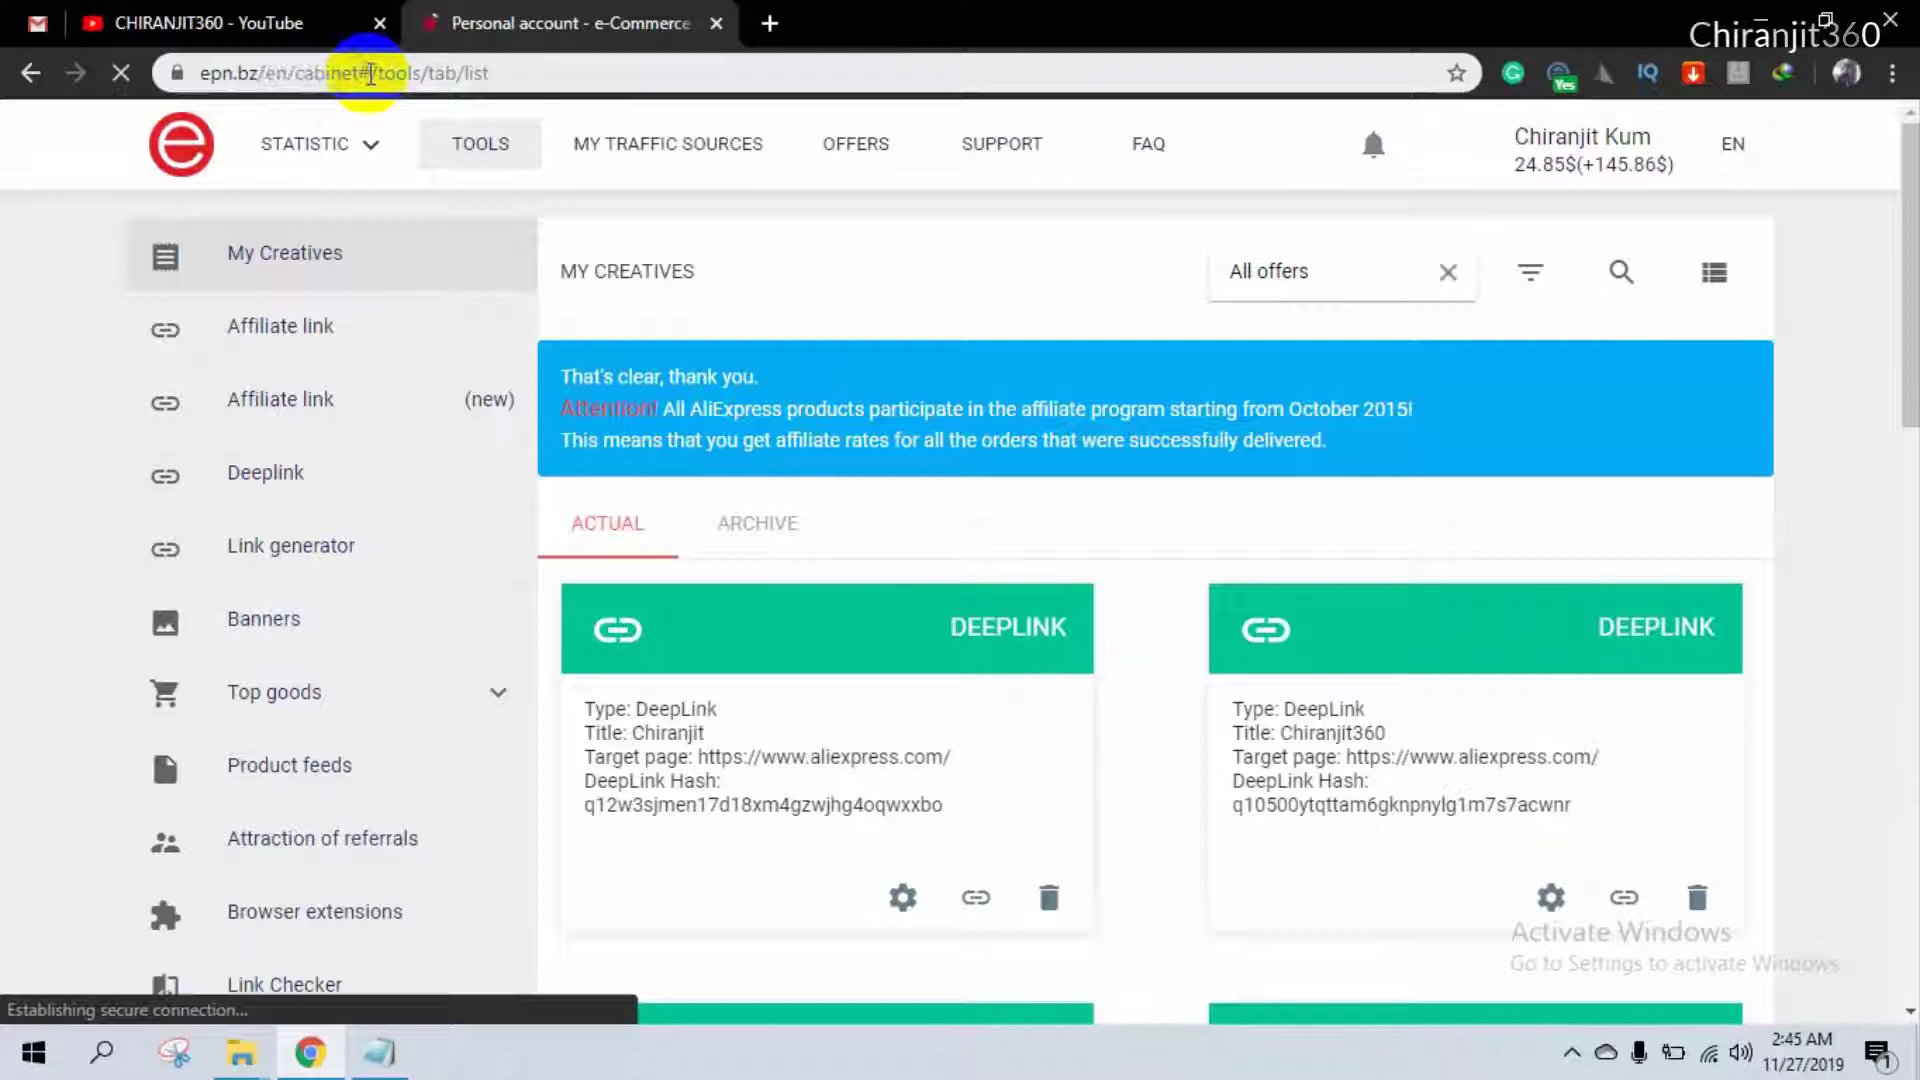 CHIRANJIT360 - YouTube
Personal account - e-Commerce
Chiranjit360
epn.bz/en/cabinet#/tools/tab/list
Yes
IQ
STATISTIC
TOOLS
MY TRAFFIC SOURCES
OFFERS
SUPPORT
FAQ
Chiranjit Kum
24.85$(+145.86$)
EN
My Creatives
Affiliate link
Affiliate link (new)
Deeplink
Link generator
Banners
Top goods
Product feeds
Attraction of referrals
Browser extensions
Link Checker
MY CREATIVES
All offers
That's clear, thank you.
Attention! All AliExpress products participate in the affiliate program starting from October 2015!
This means that you get affiliate rates for all the orders that were successfully delivered.
ACTUAL
ARCHIVE
DEEPLINK
Type: DeepLink
Title: Chiranjit
Target page: https://www.aliexpress.com/
DeepLink Hash:
q12w3sjmen17d18xm4gzwjhg4oqwxxbo
DEEPLINK
Type: DeepLink
Title: Chiranjit360
Target page: https://www.aliexpress.com/
DeepLink Hash:
q10500ytqttam6gknpnylg1m7s7acwnr
Activate Windows
Go to Settings to activate Windows.
Establishing secure connection...
2:45 AM
11/27/2019
1